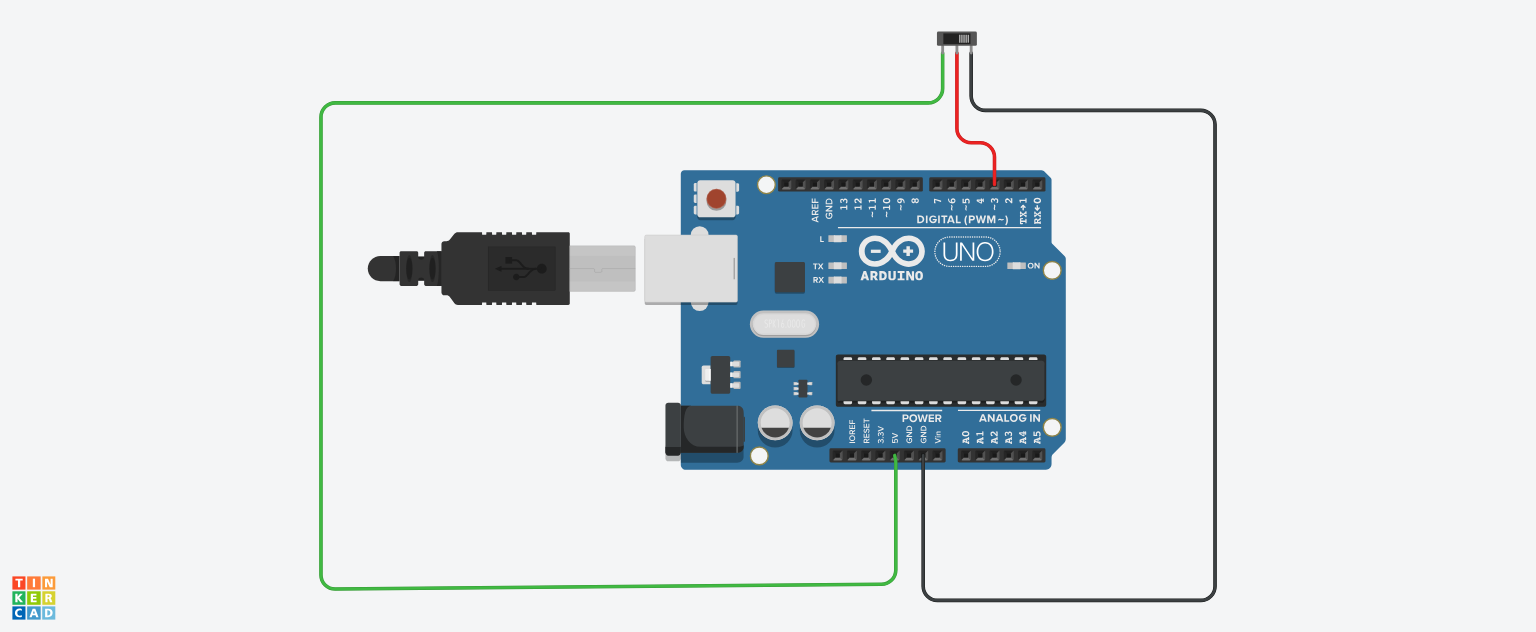 AREF
GND
13
12
~11
~10
~9
8
7
~6
~5
4
~3
2
TX→1
RX←0
DIGITAL (PWM~)
L
TX
RX
ARDUINO
UNO
ON
POWER
ANALOG IN
IOREF
RESET
3.3V
5V
GND
GND
Vin
A0
A1
A2
A3
A4
A5
TIN
KER
CAD